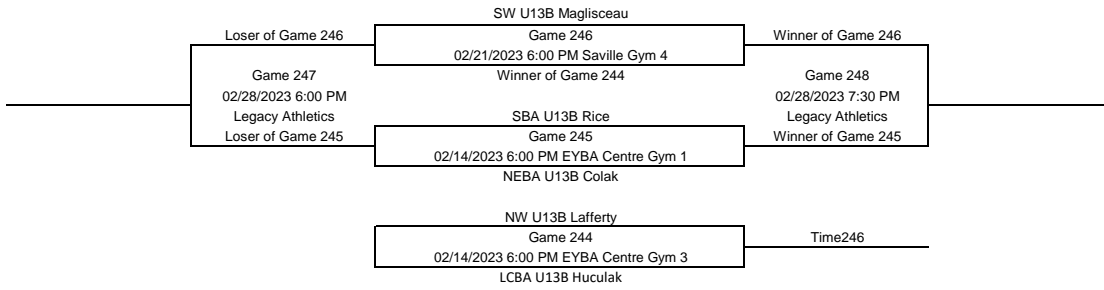 SW U13B Maglisceau
Loser of Game 246
Game 246
Winner of Game 246
02/21/2023 6:00 PM Saville Gym 4
Game 247
Winner of Game 244
Game 248
02/28/2023 6:00 PM
02/28/2023 7:30 PM
Legacy Athletics
SBA U13B Rice
Legacy Athletics
Loser of Game 245
Game 245
Winner of Game 245
02/14/2023 6:00 PM EYBA Centre Gym 1
NEBA U13B Colak
NW U13B Lafferty
Game 244
Time246
02/14/2023 6:00 PM EYBA Centre Gym 3
LCBA U13B Huculak